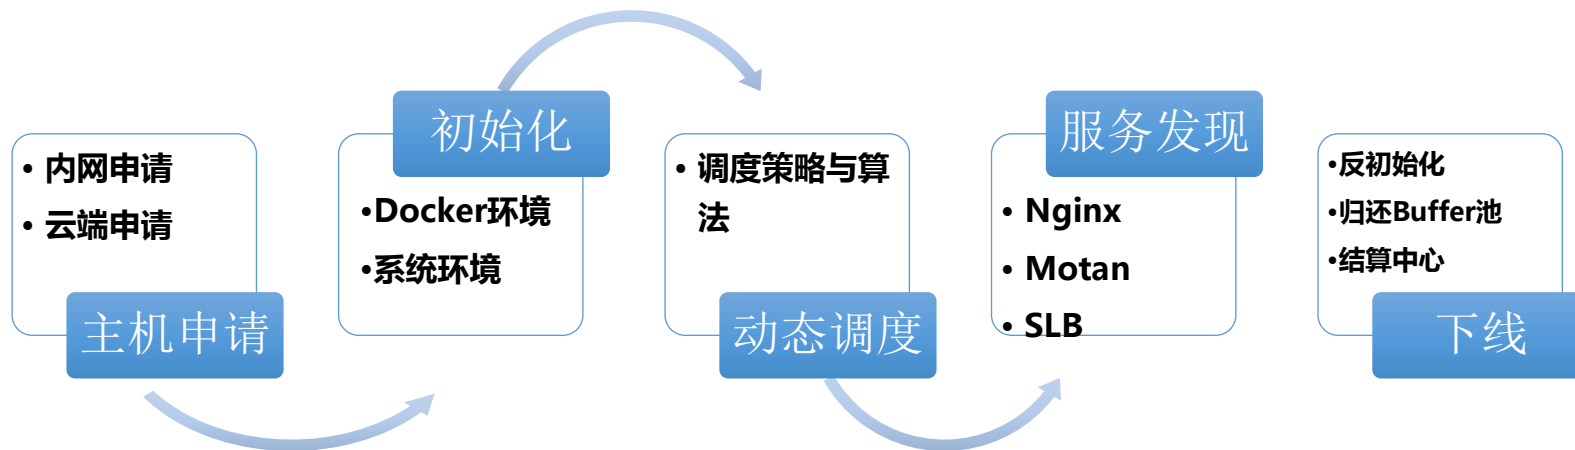 • 内网申请
• 云端申请
主机申请
初始化
•Docker环境
•系统环境
• 调度策略与算
法
动态调度
服务发现
• Nginx
• Motan
• SLB
•反初始化
•归还Buffer池
•结算中心
下线